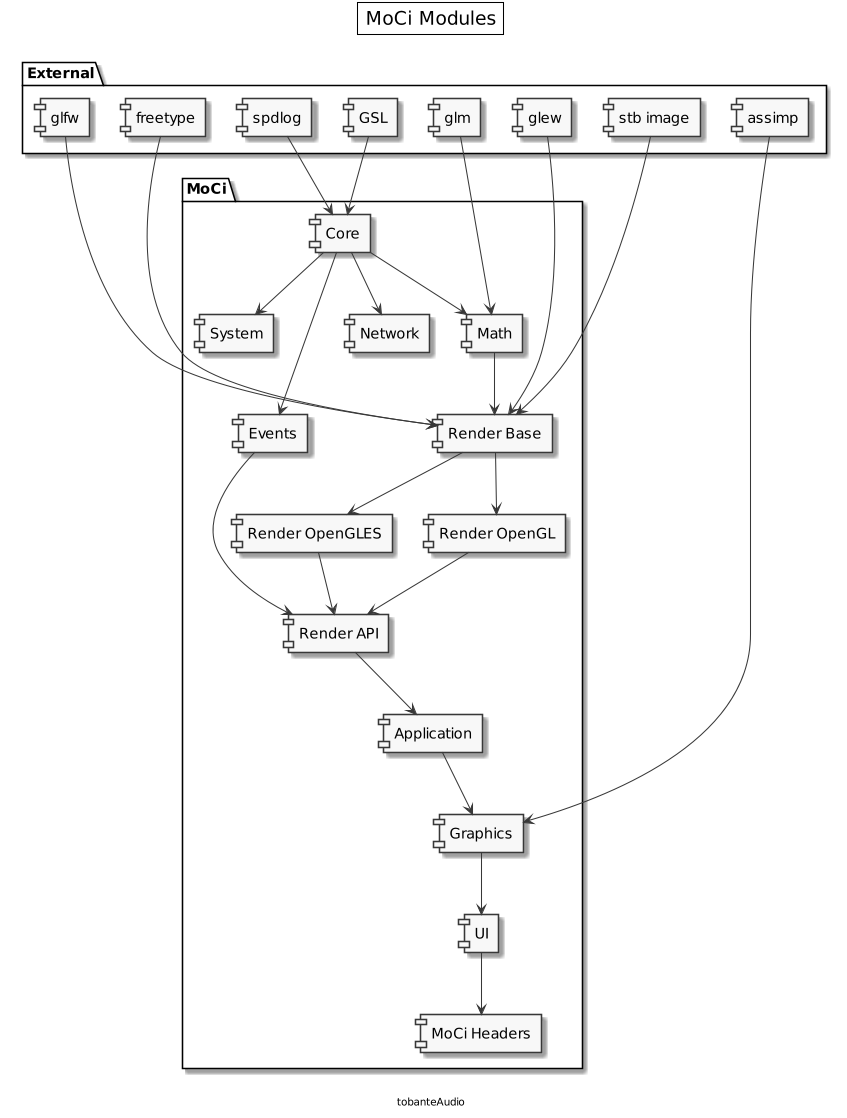 MoCi Modules
External
glfw
freetype
spdlog
GSL
glm
glew
stb image
assimp
MoCi
Core
System
Network
Math
Events
Render Base
Render OpenGLES
Render OpenGL
Render API
Application
Graphics
UI
MoCi Headers
tobanteAudio